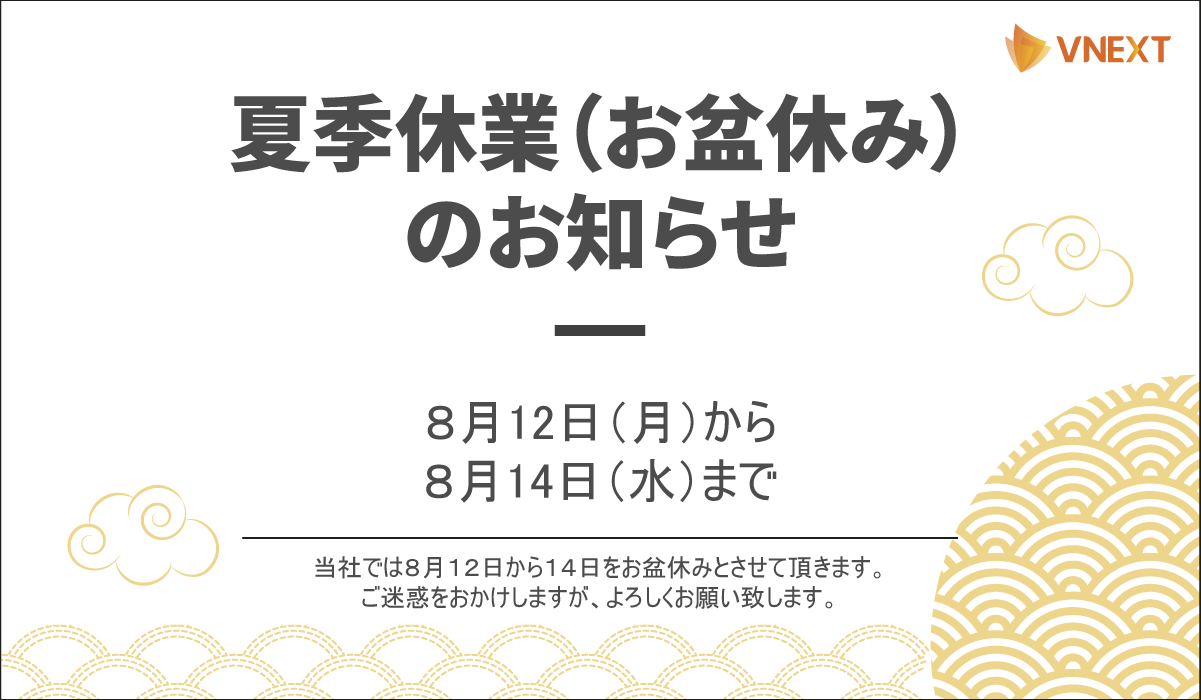 VNEXT
夏季休業（お盆休み）
のお知らせ
８月12日（月）から
８月14日（水）まで
当社では８月１２日から１４日をお盆休みとさせて頂きます。
ご迷惑をおかけしますが、よろしくお願い致します。